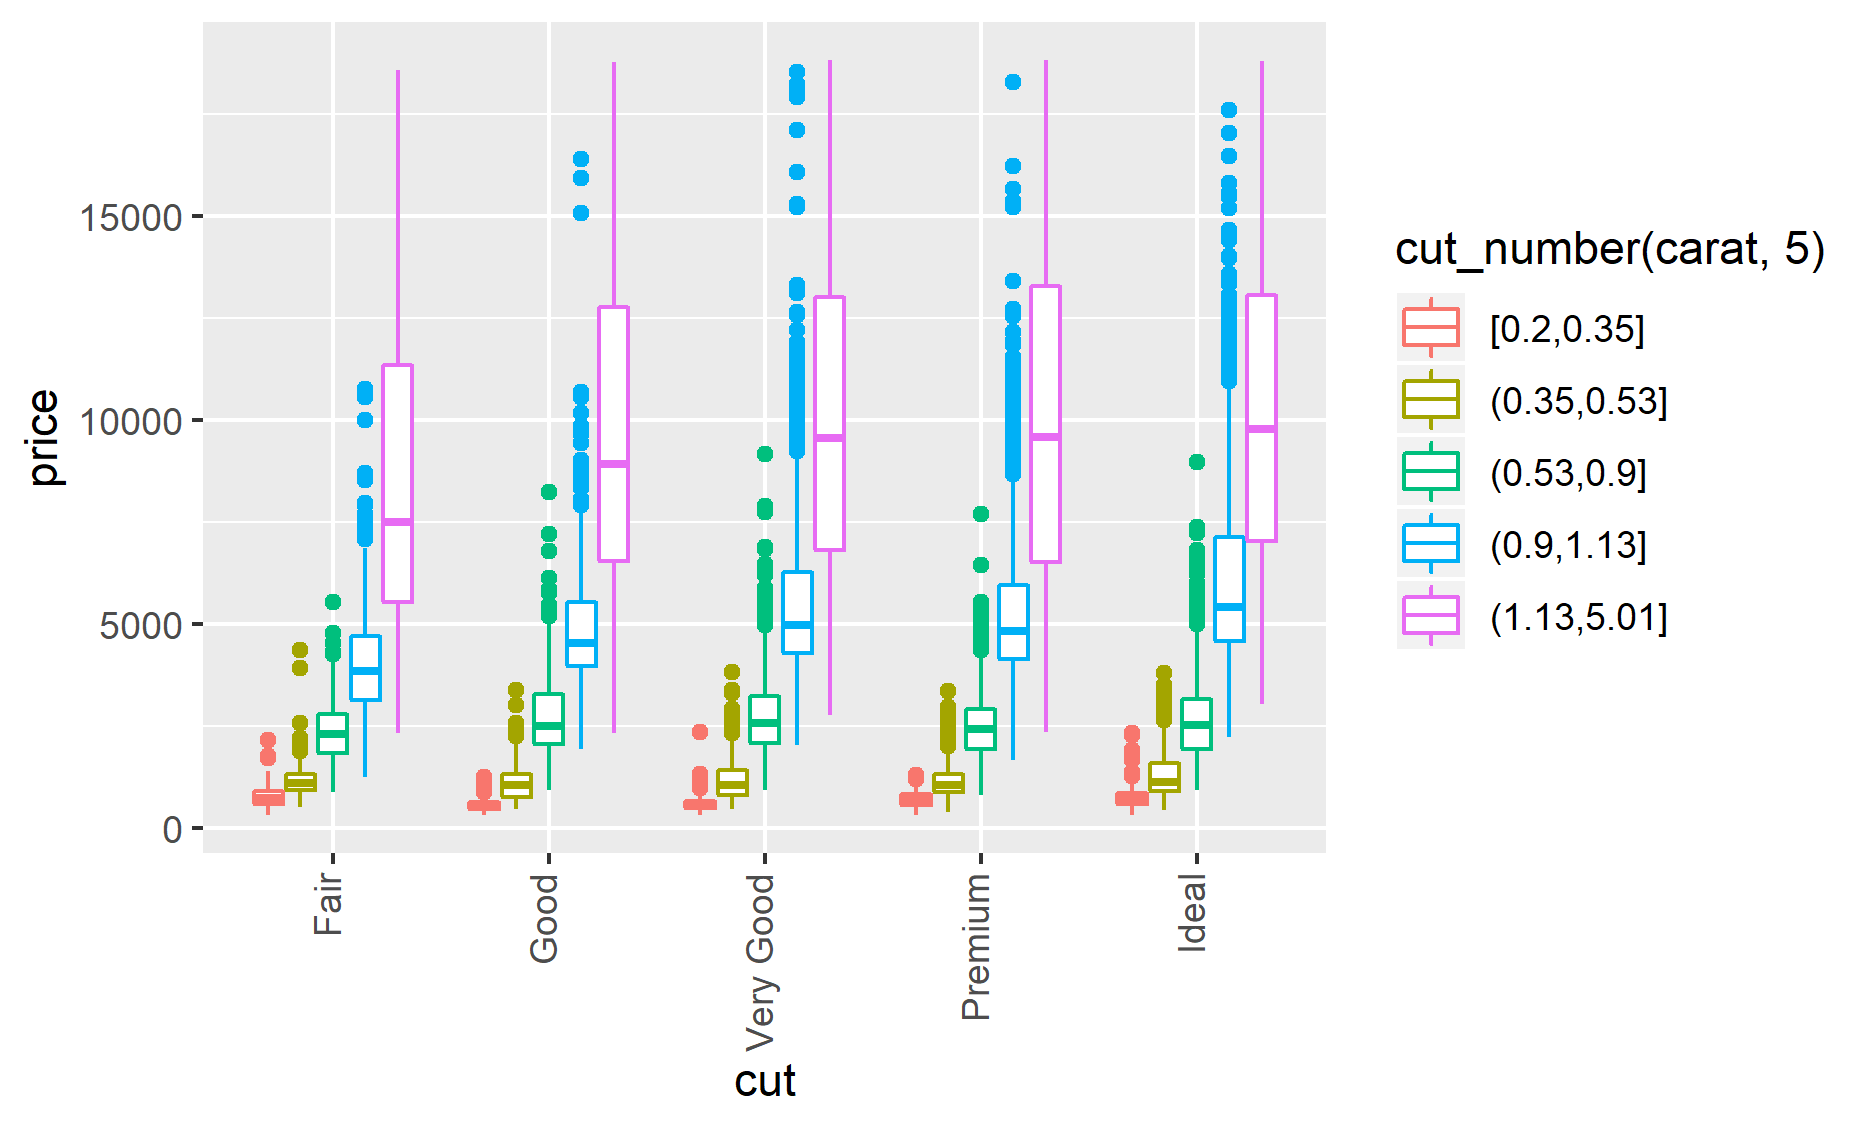 price
15000
10000
5000
0
Fair
Good
Very Good
Premium
Ideal
cut
cut_number(carat, 5)
[0.2,0.35]
(0.35,0.53]
(0.53,0.9]
(0.9,1.13]
(1.13,5.01]